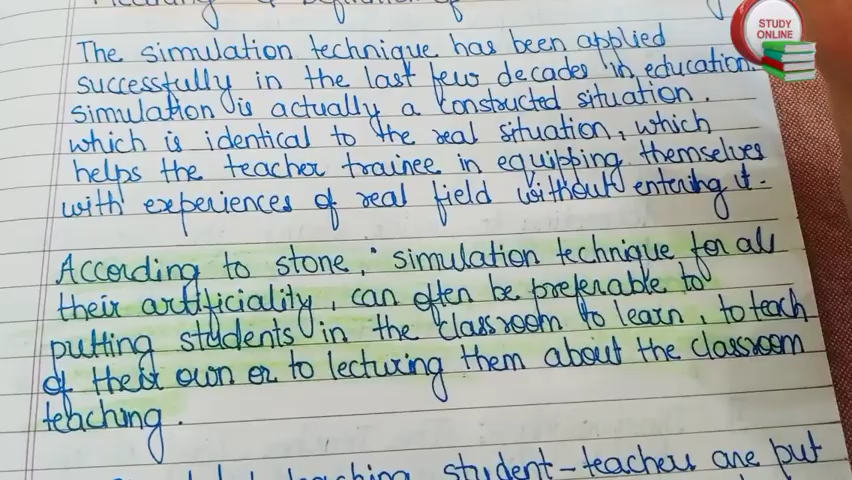 Meaning & Definition of
STUDY
ONLINE
The simulation technique has been applied
successfully in the last few decades in education.
simulation is actually a constructed situation.
which is identical to the real situation, which
helps the teacher trainee in equipping themselves
with experiences of real field without entering it.
According to stone, " simulation technique for all
their artificiality, can often be preferable to
putting students in the classroom to learn, to teach
of their own or to lecturing them about the classroom
teaching.
teaching student-teachers are put